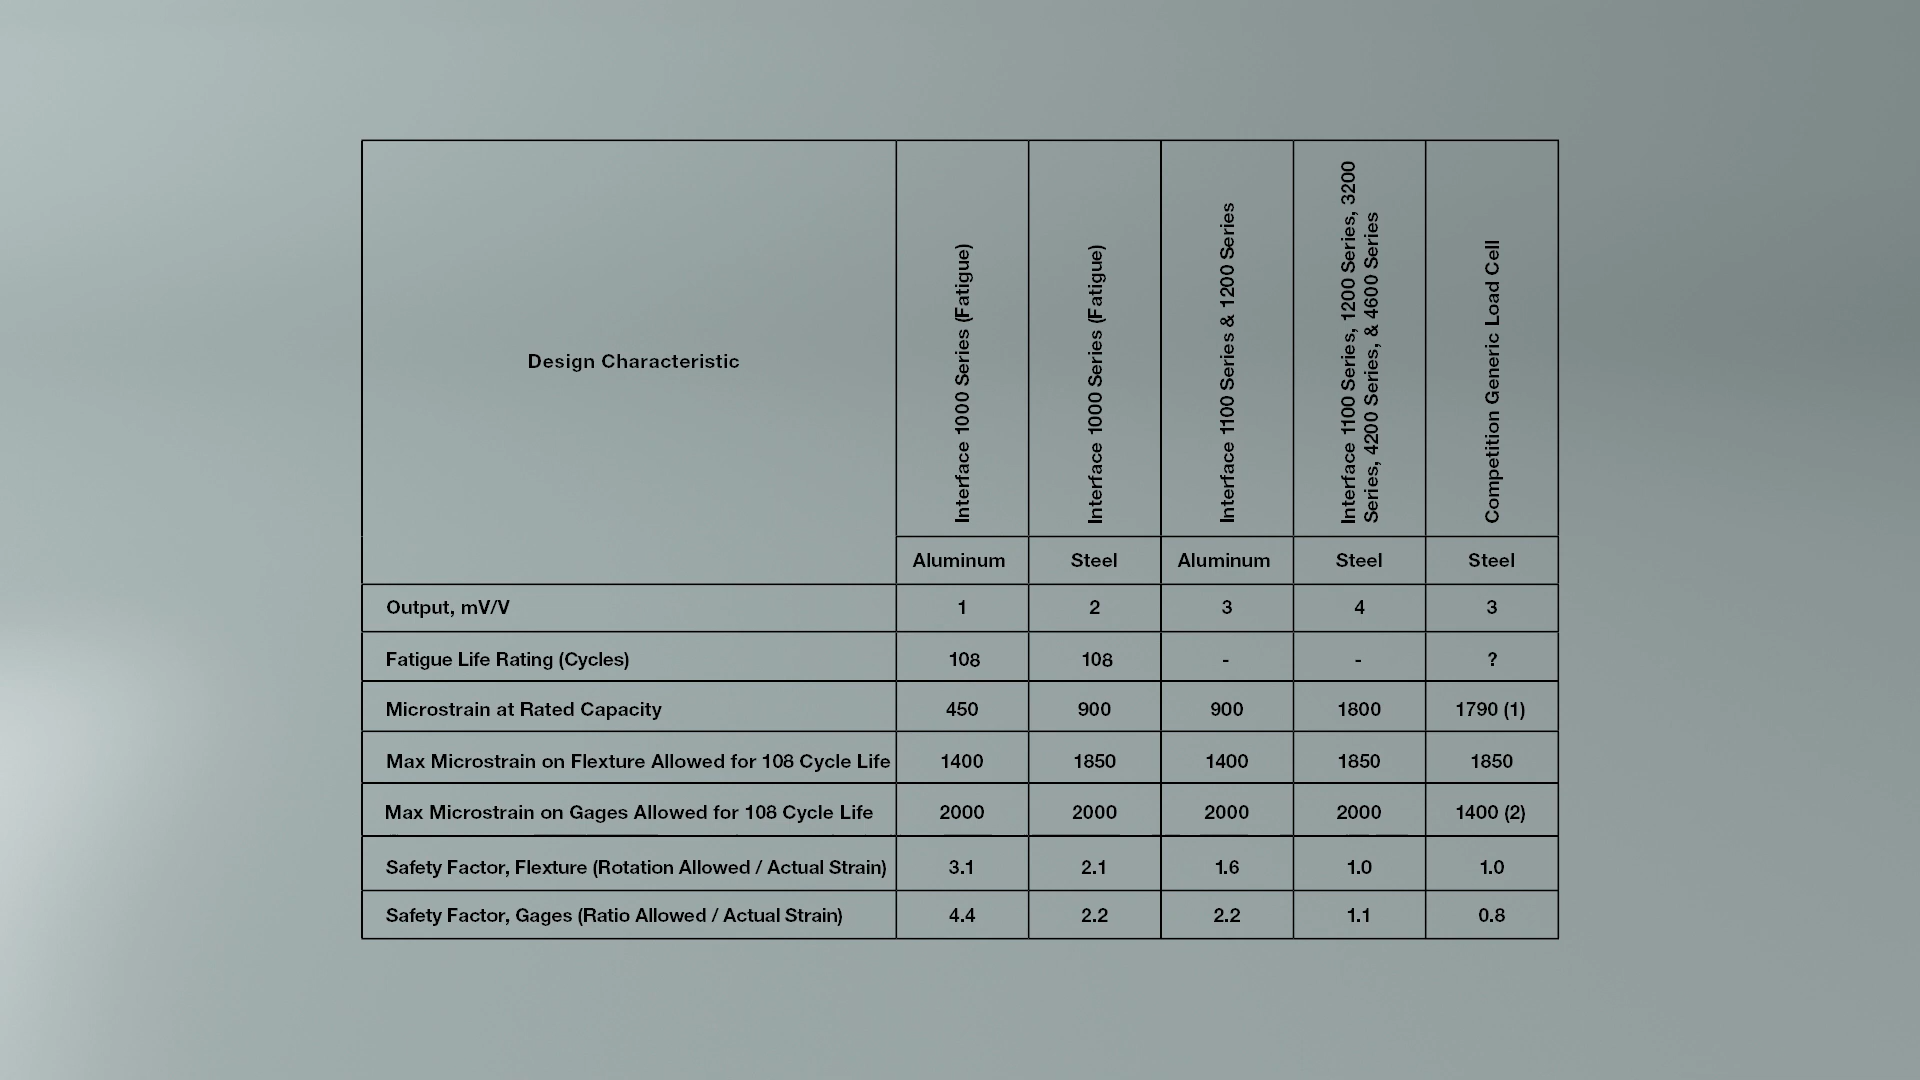 Design Characteristic
Interface 1000 Series (Fatigue)
Interface 1000 Series (Fatigue)
Interface 1100 Series & 1200 Series
Interface 1100 Series, 1200 Series, 3200
Series, 4200 Series, & 4600 Series
Competition Generic Load Cell
Aluminum Steel Aluminum Steel Steel
Output, mV/V 1 2 3 4 3
Fatigue Life Rating (Cycles) 108 108 - - ?
Microstrain at Rated Capacity 450 900 900 1800 1790 (1)
Max Microstrain on Flexture Allowed for 108 Cycle Life 1400 1850 1400 1850 1850
Max Microstrain on Gages Allowed for 108 Cycle Life 2000 2000 2000 2000 1400 (2)
Safety Factor, Flexture (Rotation Allowed / Actual Strain) 3.1 2.1 1.6 1.0 1.0
Safety Factor, Gages (Ratio Allowed / Actual Strain) 4.4 2.2 2.2 1.1 0.8